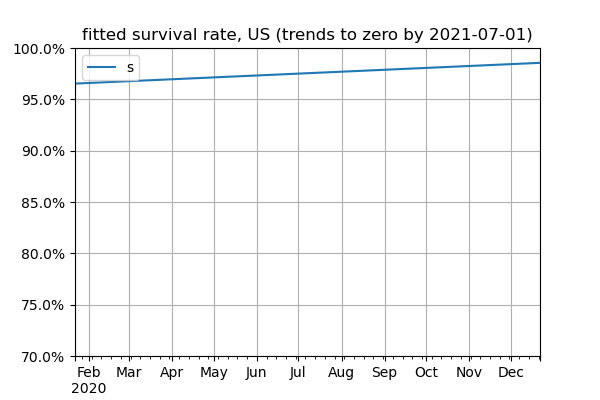 fitted survival rate, US (trends to zero by 2021-07-01)
100.0%
s
95.0%
90.0%
85.0%
80.0%
75.0%
70.0%
Feb Mar Apr May Jun Jul Aug Sep Oct Nov Dec
2020